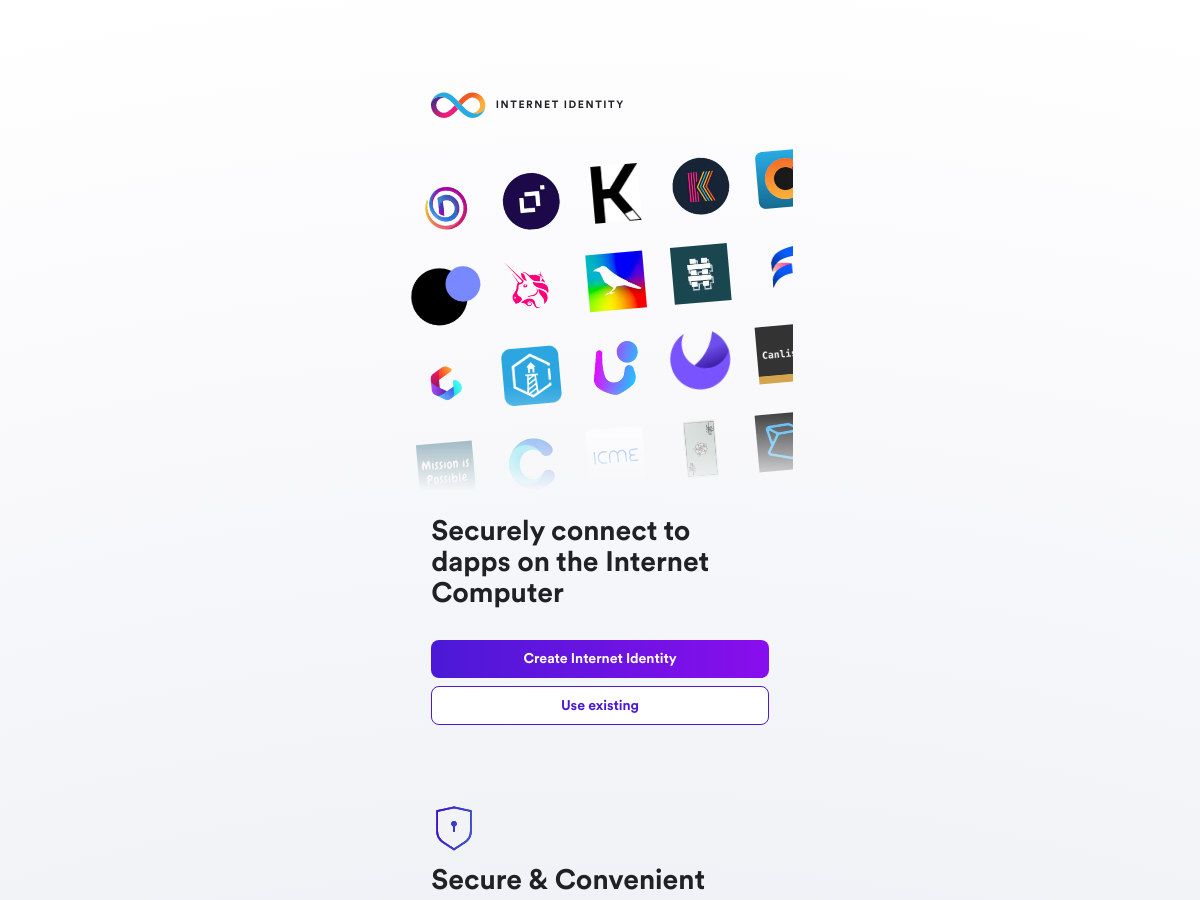 INTERNET IDENTITY
K
Mission is
Possible
ICME
Securely connect to
dapps on the Internet
Computer
Create Internet Identity
Use existing
Secure & Convenient